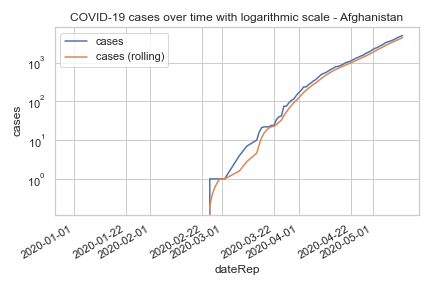 COVID-19 cases over time with logarithmic scale - Afghanistan
cases
cases (rolling)
10³
10²
10¹
10⁰
cases
2020-01-01
2020-01-22
2020-02-01
2020-02-22
2020-03-01
2020-03-22
2020-04-01
2020-04-22
2020-05-01
dateRep